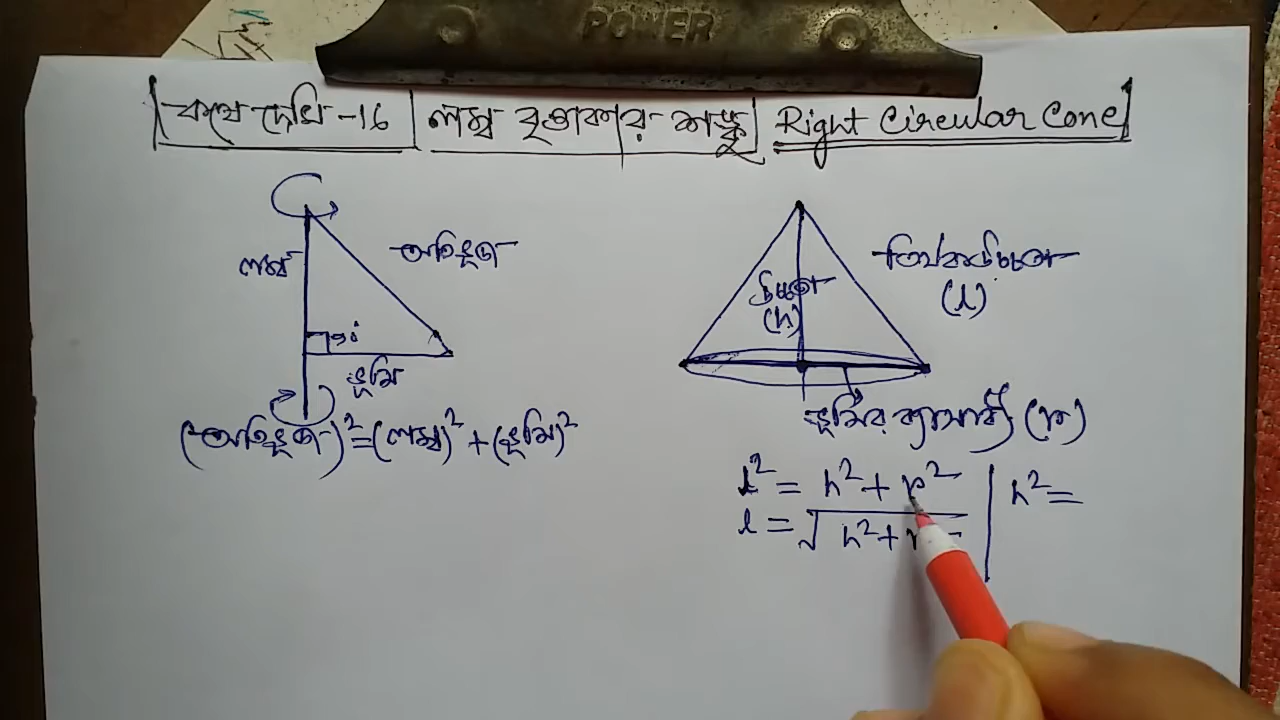 POWER
কষে দেখি -16 | লম্ব বৃত্তাকার শঙ্কু | Right Circular Cone
লম্ব
অতিভুজ
90°
ভূমি
(অতিভুজ)² = (লম্ব)² + (ভূমি)²
উচ্চতা
(h)
তির্যক উচ্চতা
(l)
ভূমির ব্যাসার্ধ (r)
l² = h² + r² | h² =
l = √h² + r²